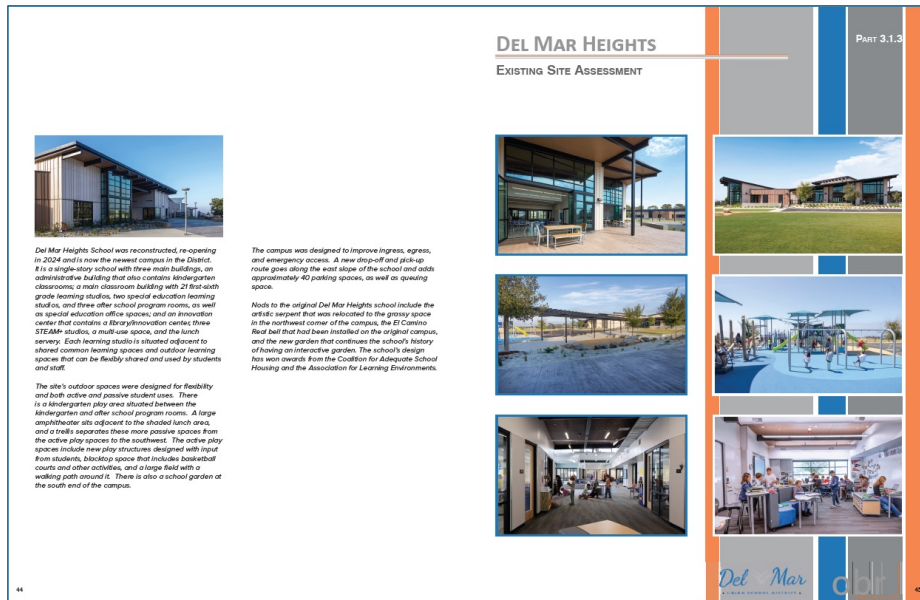 DEL MAR HEIGHTS
PART 3.1.3
EXISTING SITE ASSESSMENT
Del Mar Heights School was reconstructed, re-opening
in 2024 and is now the newest campus in the District.
It is a single-story school with three main buildings, an
administrative building that also contains kindergarten
classrooms; a main classroom building with 21 first-sixth
grade learning studios, two special education learning
studios, and three after school program rooms, as well
as special education office spaces; and an innovation
center that contains a library/innovation center, three
STEAM+ studios, a multi-use space, and the lunch
servery. Each learning studio is situated adjacent to
shared common learning spaces and outdoor learning
spaces that can be flexibly shared and used by students
and staff.
The site's outdoor spaces were designed for flexibility
and both active and passive student uses. There
is a kindergarten play area situated between the
kindergarten and after school program rooms. A large
amphitheater sits adjacent to the shaded lunch area,
and a trellis separates these more passive spaces from
the active play spaces to the southwest. The active play
spaces include new play structures designed with input
from students, blacktop space that includes basketball
courts and other activities, and a large field with a
walking path around it. There is also a school garden at
the south end of the campus.
The campus was designed to improve ingress, egress,
and emergency access. A new drop-off and pick-up
route goes along the east slope of the school and adds
approximately 40 parking spaces, as well as queuing
space.
Nods to the original Del Mar Heights school include the
artistic serpent that was relocated to the grassy space
in the northwest corner of the campus, the El Camino
Real bell that had been installed on the original campus,
and the new garden that continues the school's history
of having an interactive garden. The school's design
has won awards from the Coalition for Adequate School
Housing and the Association for Learning Environments.
Del Mar
UNION SCHOOL DISTRICT
44